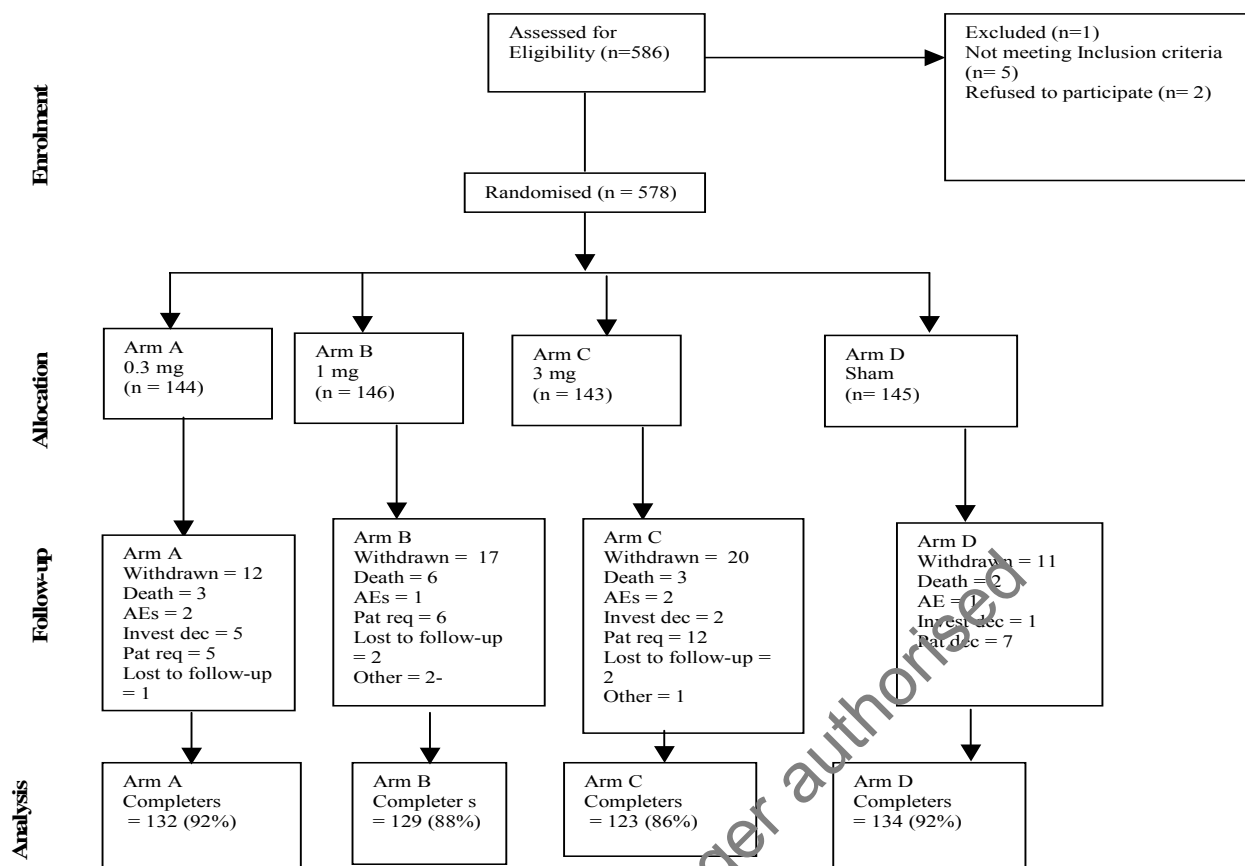 Assessed for
Eligibility (n=586)
Excluded (n=1)
Not meeting Inclusion criteria
(n= 5)
Refused to participate (n= 2)
Enrolment
Randomised (n = 578)
Allocation
Arm A
0.3 mg
(n = 144)
Arm B
1 mg
(n = 146)
Arm C
3 mg
(n = 143)
Arm D
Sham
(n= 145)
Follow-up
Arm A
Withdrawn = 12
Death = 3
AEs = 2
Invest dec = 5
Pat req = 5
Lost to follow-up
= 1
Arm B
Withdrawn = 17
Death = 6
AEs = 1
Pat req = 6
Lost to follow-up
= 2
Other = 2-
Arm C
Withdrawn = 20
Death = 3
AEs = 2
Invest dec = 2
Pat req = 12
Lost to follow-up =
2
Other = 1
Arm D
Withdrawn = 11
Death = 2
AE = 1
Invest dec = 1
Pat dec = 7
Analysis
Arm A
Completers
= 132 (92%)
Arm B
Completer s
= 129 (88%)
Arm C
Completers
= 123 (86%)
Arm D
Completers
= 134 (92%)
authorised